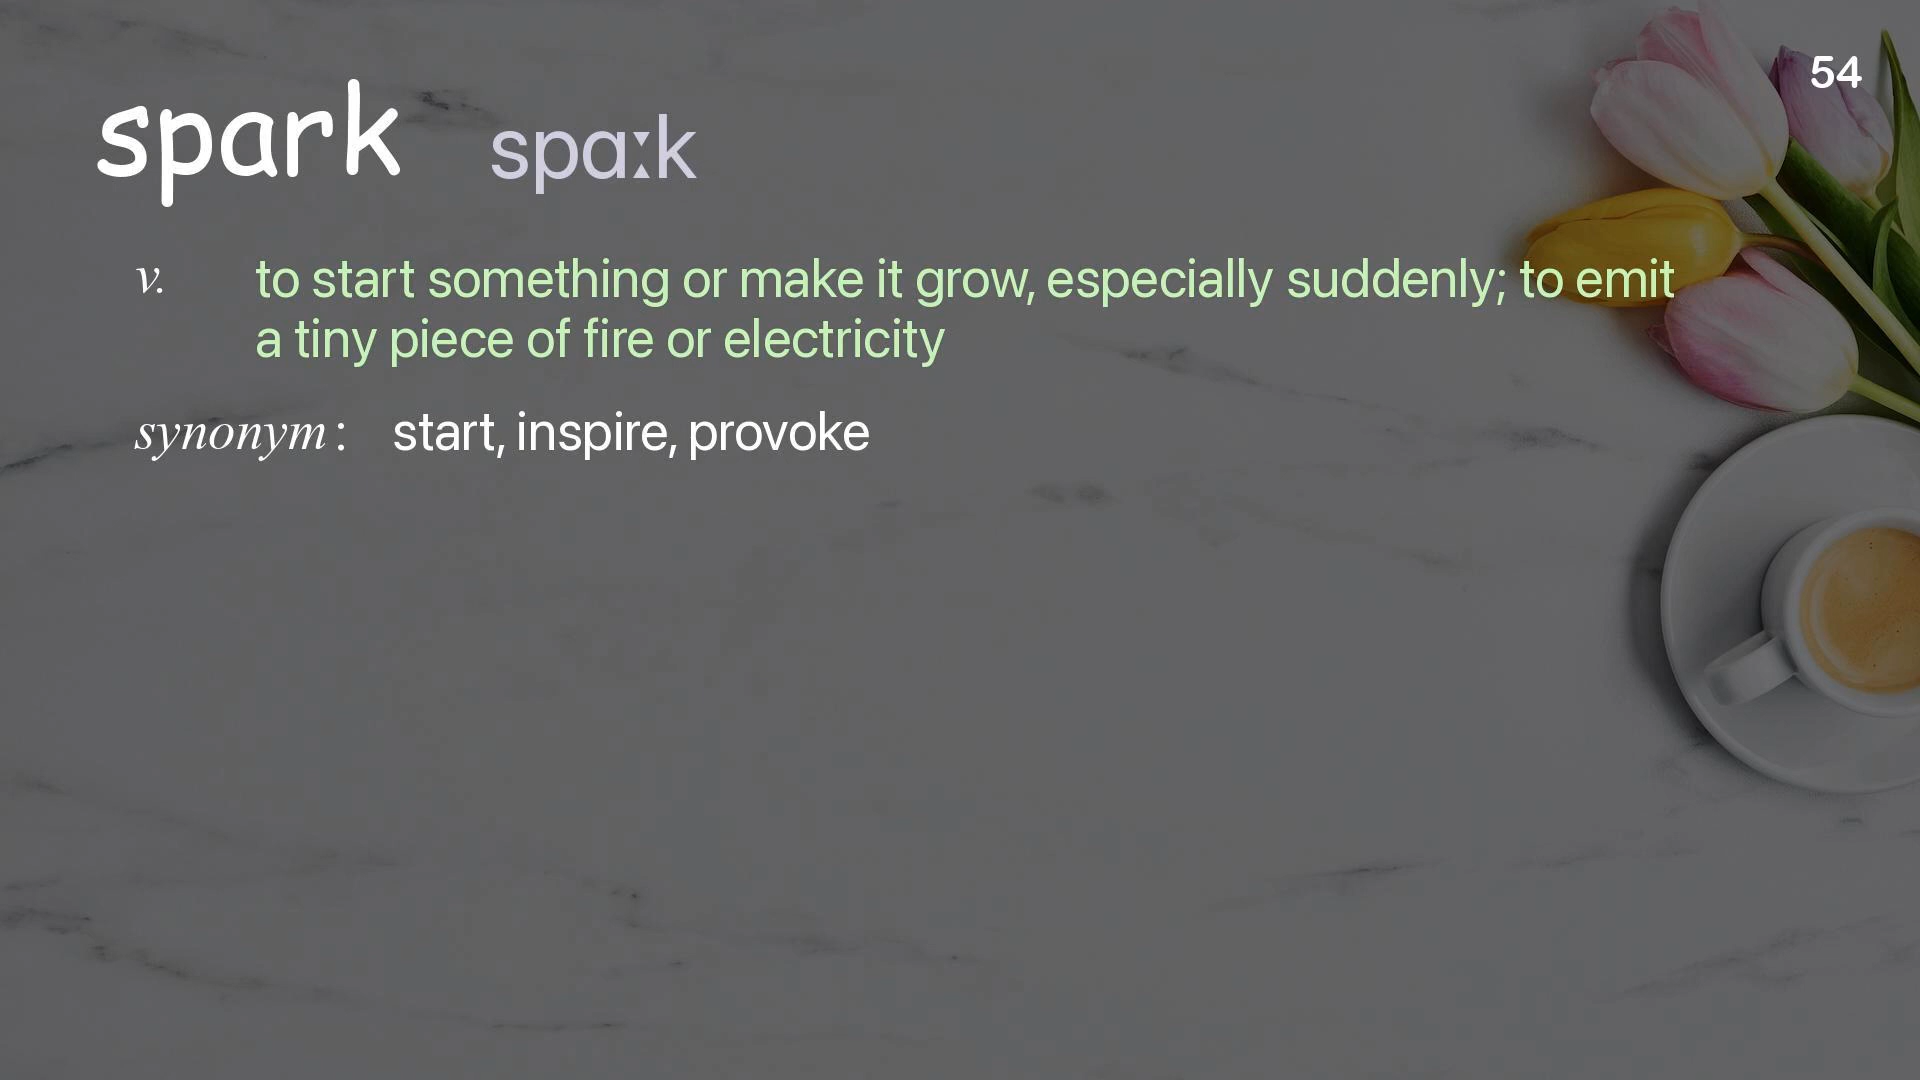 54
spark spɑːk
v. to start something or make it grow, especially suddenly; to emit
a tiny piece of fire or electricity
synonym : start, inspire, provoke